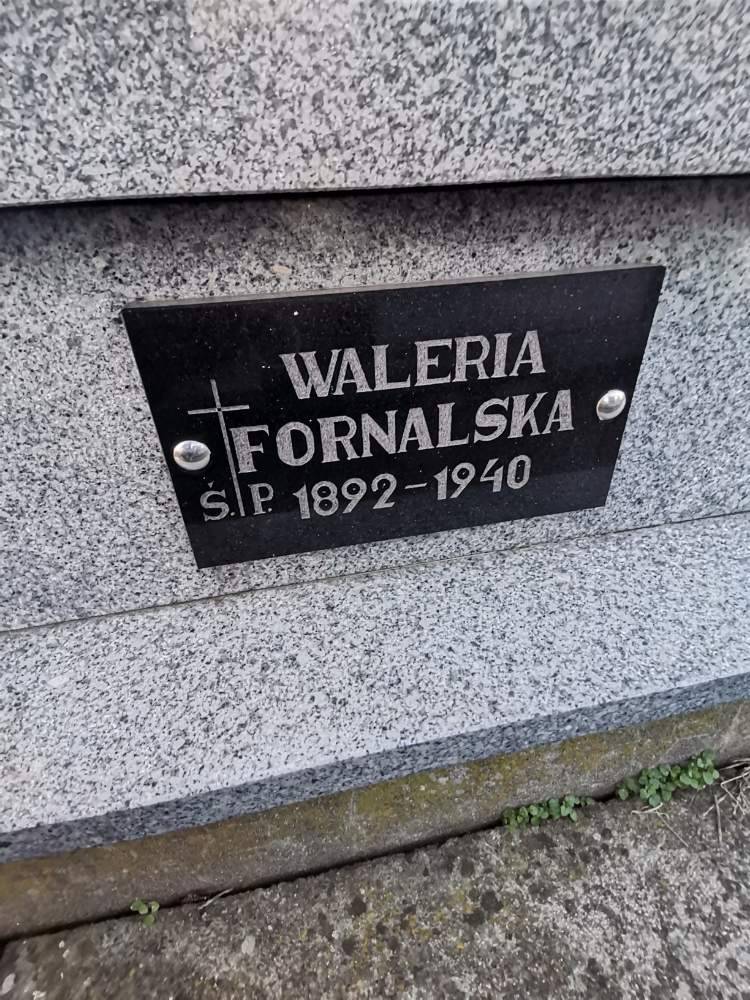 WALERIA
FORNALSKA
Ś.P. 1892-1940